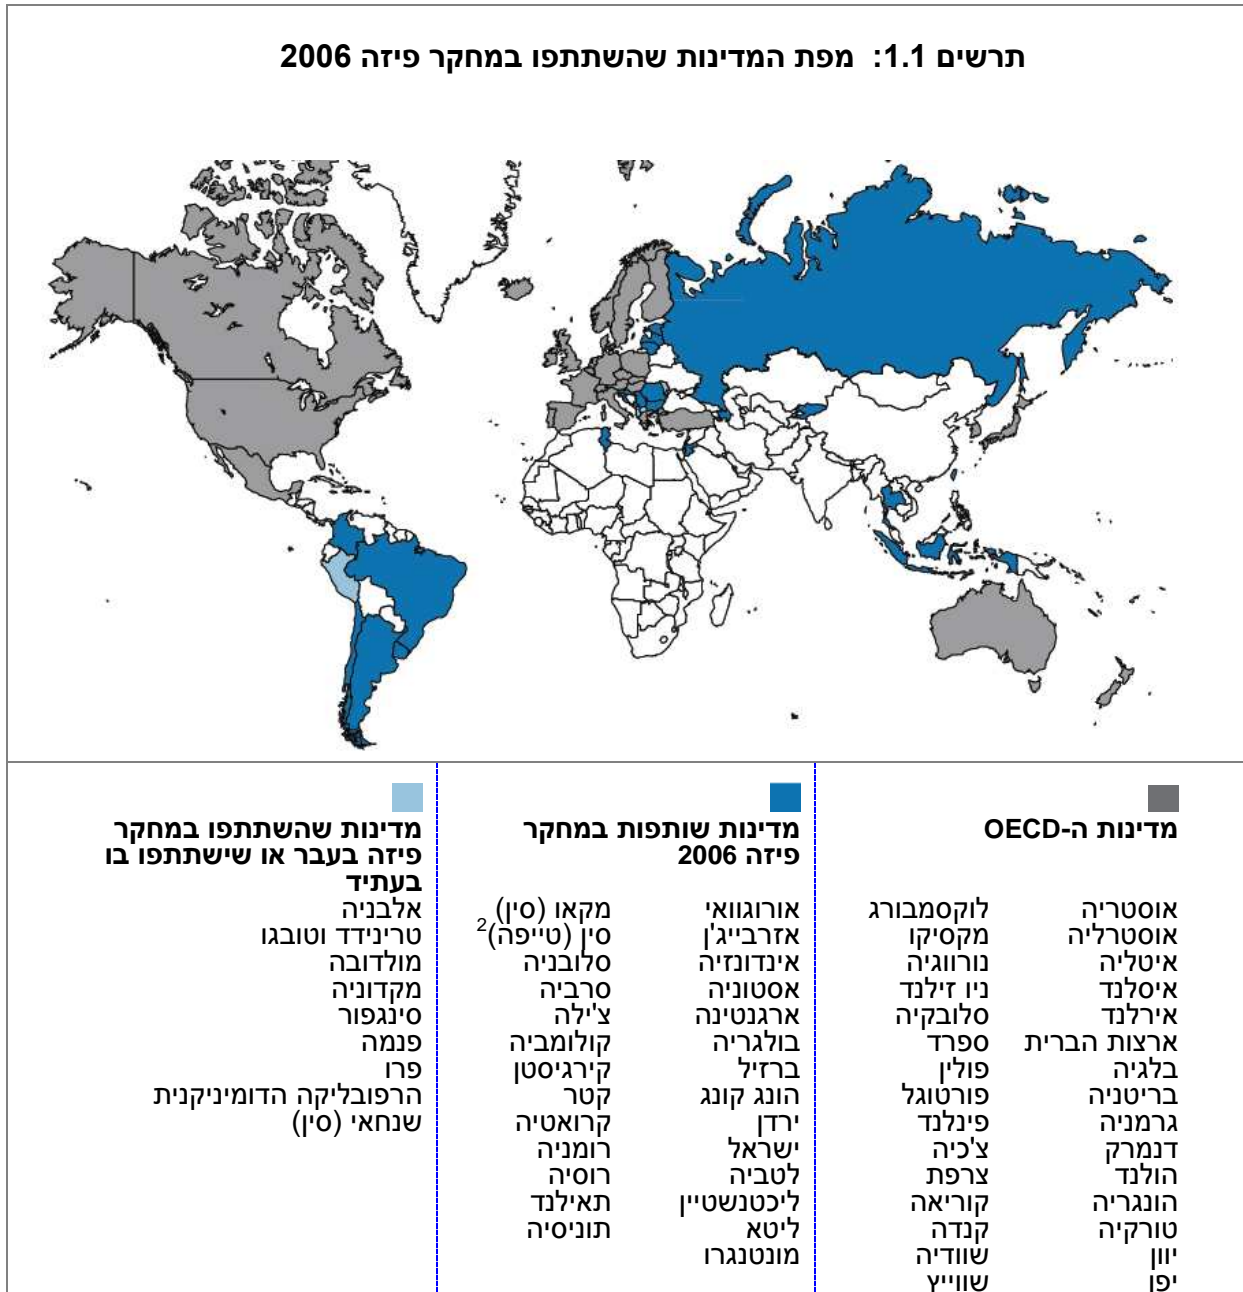 תרשים 1.1: מפת המדינות שהשתתפו במחקר פיזה 2006
מדינות ה-OECD
אוסטריה
אוסטרליה
איטליה
איסלנד
אירלנד
ארצות הברית
בלגיה
בריטניה
גרמניה
דנמרק
הולנד
הונגריה
טורקיה
יוון
יפן
לוקסמבורג
מקסיקו
נורווגיה
ניו זילנד
סלובקיה
ספרד
פולין
פורטוגל
פינלנד
צ'כיה
צרפת
קוריאה
קנדה
שוודיה
שווייץ
מדינות שותפות במחקר
פיזה 2006
אורוגוואי
אזרבייג'ן
אינדונזיה
אסטוניה
ארגנטינה
בולגריה
ברזיל
הונג קונג
ירדן
ישראל
לטביה
ליכטנשטיין
ליטא
מונטנגרו
מקאו (סין)
סין (טייפה)2
סלובניה
סרביה
צ'ילה
קולומביה
קירגיסטן
קטר
קרואטיה
רומניה
רוסיה
תאילנד
תוניסיה
מדינות שהשתתפו במחקר
פיזה בעבר או שישתתפו בו
בעתיד
אלבניה
טרינידד וטובגו
מולדובה
מקדוניה
סינגפור
פנמה
פרו
הרפובליקה הדומיניקנית
שנחאי (סין)